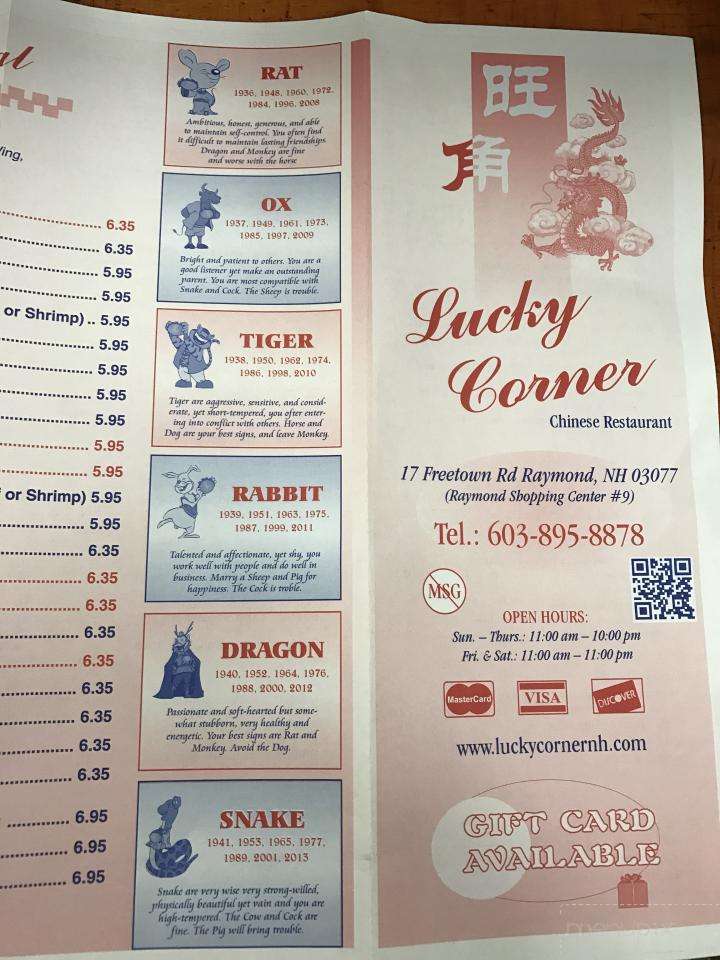 al
Wing,
6.35
6.35
5.95
5.95
or Shrimp) .. 5.95
5.95
5.95
5.95
5.95
5.95
5.95
or Shrimp) 5.95
5.95
6.35
6.35
6.35
6.35
6.35
6.35
6.35
6.35
6.35
6.95
6.95
6.95
RAT
1936, 1948, 1960, 1972,
1984, 1996, 2008
Ambitious, honest, generous, and able
to maintain self-control. You often find
it difficult to maintain lasting friendships
Dragon and Monkey are fine
and worse with the horse
OX
1937, 1949, 1961, 1973,
1985, 1997, 2009
Bright and patient to others. You are a
good listener yet make an outstanding
parent. You are most compatible with
Snake and Cock. The Sheep is trouble.
TIGER
1938, 1950, 1962, 1974,
1986, 1998, 2010
Tiger are aggressive, sensitive, and consid-
erate, yet short-tempered, you ofter enter-
ing into conflict with others. Horse and
Dog are your best signs, and leave Monkey.
RABBIT
1939, 1951, 1963, 1975,
1987, 1999, 2011
Talented and affectionate, yet shy, you
work well with people and do well in
business. Marry a Sheep and Pig for
happiness. The Cock is troble.
DRAGON
1940, 1952, 1964, 1976,
1988, 2000, 2012
Passionate and soft-hearted but some-
what stubborn, very healthy and
energetic. Your best signs are Rat and
Monkey. Avoid the Dog.
SNAKE
1941, 1953, 1965, 1977,
1989, 2001, 2013
Snake are very wise very strong-willed,
physically beautiful yet vain and you are
high-tempered. The Cow and Cock are
fine. The Pig will bring trouble.
旺
角
Lucky
Corner
Chinese Restaurant
17 Freetown Rd Raymond, NH 03077
(Raymond Shopping Center #9)
Tel.: 603-895-8878
MSG
OPEN HOURS:
Sun. – Thurs.: 11:00 am – 10:00 pm
Fri. & Sat.: 11:00 am – 11:00 pm
MasterCard VISA DISCOVER
www.luckycornernh.com
GIFT CARD
AVAILABLE